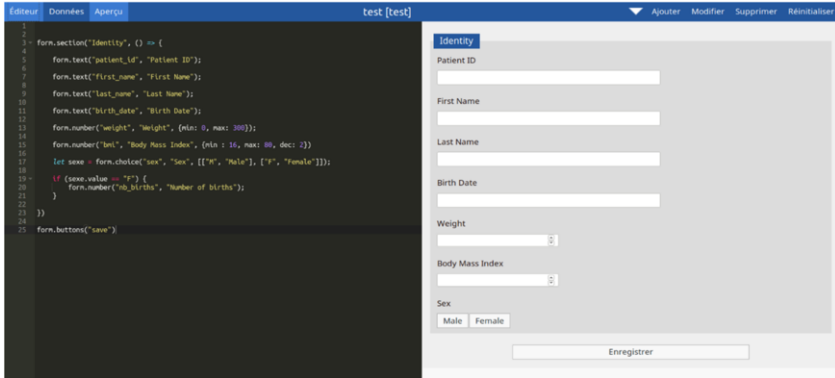 Éditeur Données Aperçu test [test] Ajouter Modifier Supprimer Réinitialiser
1
2
3 form.section("Identity", () => {
4
5 form.text("patient_id", "Patient ID");
6
7 form.text("first_name", "First Name");
8
9 form.text("last_name", "Last Name");
10
11 form.text("birth_date", "Birth Date");
12
13 form.number("weight", "Weight", {min: 0, max: 300});
14
15 form.number("bmi", "Body Mass Index", {min : 16, max: 80, dec: 2})
16
17 let sexe = form.choice("sex", "Sex", [["M", "Male"], ["F", "Female"]]);
18
19 if (sexe.value == "F") {
20 form.number("nb_births", "Number of births");
21 }
22
23 })
24
25 form.buttons("save")
Identity
Patient ID
First Name
Last Name
Birth Date
Weight
Body Mass Index
Sex
Male Female
Enregistrer